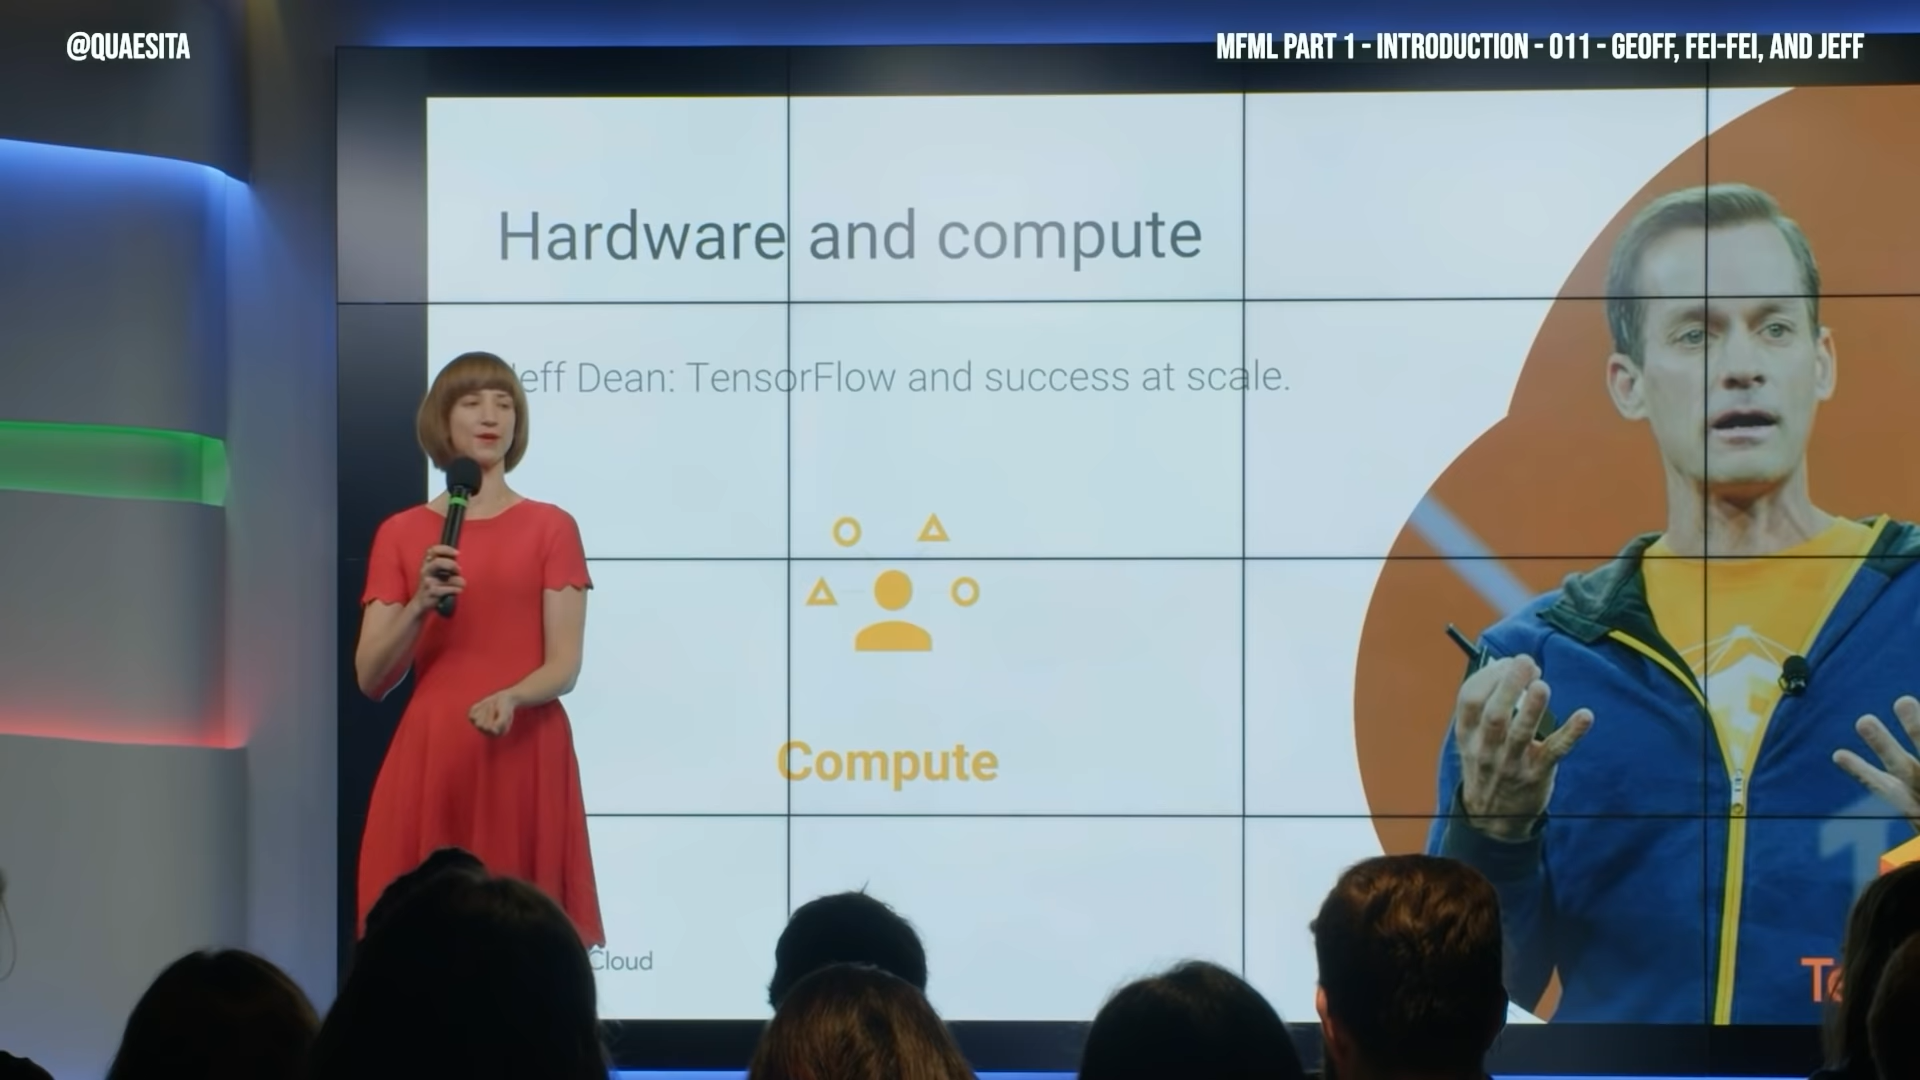 @QUAESITA
MFML PART 1 - INTRODUCTION - 011 - GEOFF, FEI-FEI, AND JEFF
Hardware and compute
Jeff Dean: TensorFlow and success at scale.
Compute
Cloud